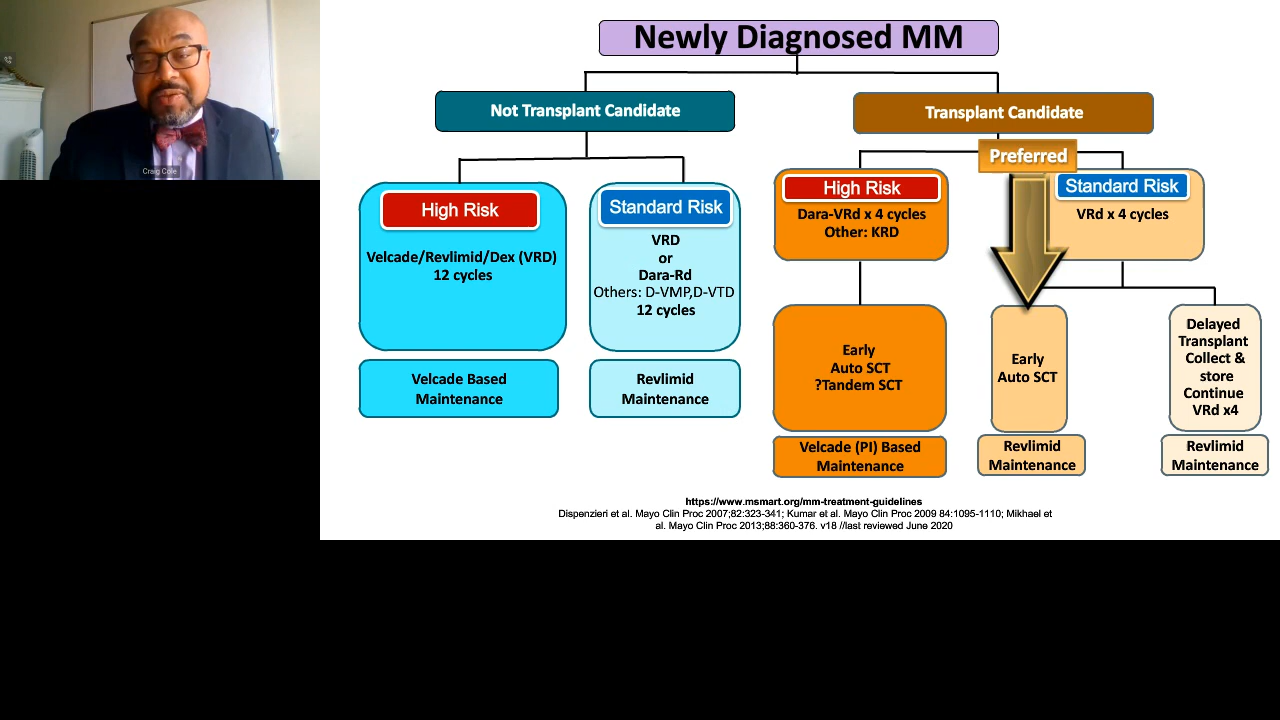 Craig Cole
Newly Diagnosed MM
Not Transplant Candidate
Transplant Candidate
Preferred
High Risk
Velcade/Revlimid/Dex (VRD)
12 cycles
Velcade Based
Maintenance
Standard Risk
VRD
or
Dara-Rd
Others: D-VMP,D-VTD
12 cycles
Revlimid
Maintenance
High Risk
Dara-VRd x 4 cycles
Other: KRD
Early
Auto SCT
?Tandem SCT
Velcade (PI) Based
Maintenance
Standard Risk
VRd x 4 cycles
Early
Auto SCT
Revlimid
Maintenance
Delayed
Transplant
Collect &
store
Continue
VRd x4
Revlimid
Maintenance
https://www.msmart.org/mm-treatment-guidelines
Dispenzieri et al. Mayo Clin Proc 2007;82:323-341; Kumar et al. Mayo Clin Proc 2009 84:1095-1110; Mikhael et
al. Mayo Clin Proc 2013;88:360-376. v18 //last reviewed June 2020